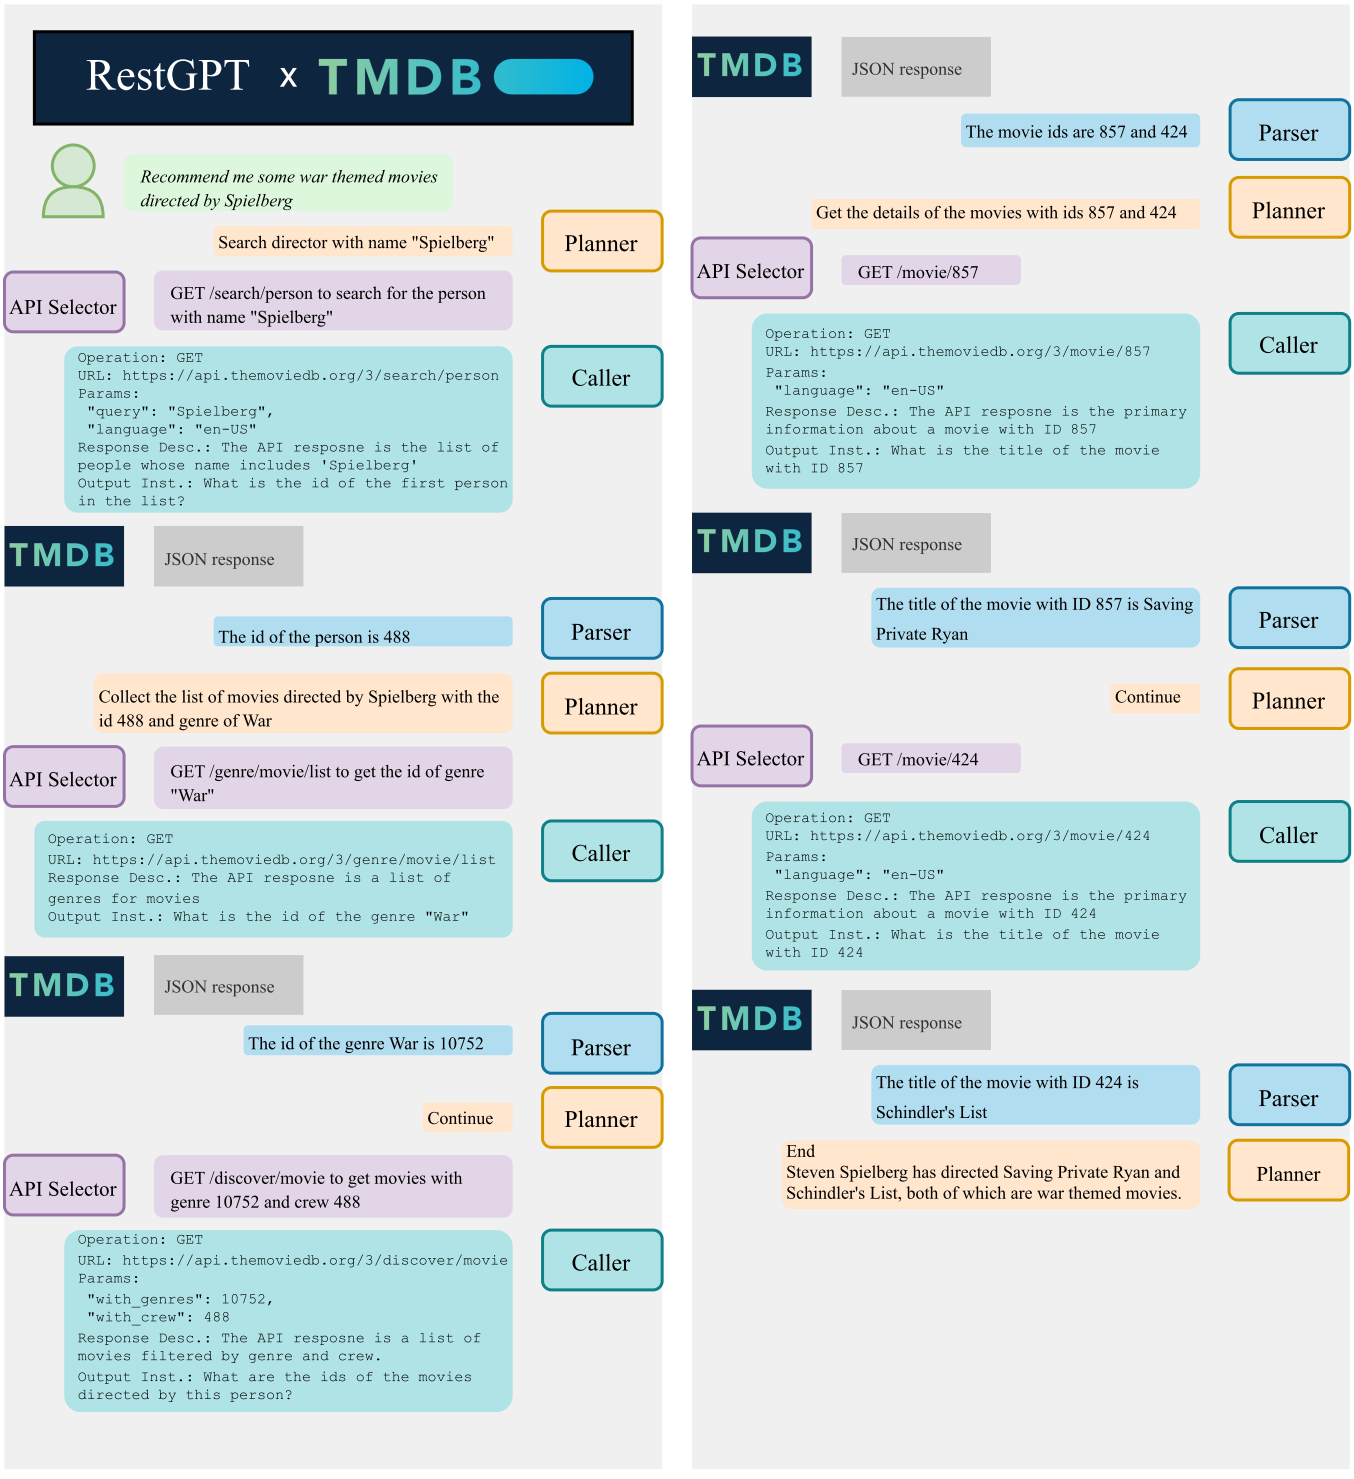 RestGPT x TMDB
Recommend me some war themed movies
directed by Spielberg
Search director with name "Spielberg"
Planner
API Selector
GET /search/person to search for the person
with name "Spielberg"
Operation: GET
URL: https://api.themoviedb.org/3/search/person
Params:
"query": "Spielberg",
"language": "en-US"
Response Desc.: The API resposne is the list of
people whose name includes 'Spielberg'
Output Inst.: What is the id of the first person
in the list?
Caller
TMDB
JSON response
The id of the person is 488
Parser
Collect the list of movies directed by Spielberg with the
id 488 and genre of War
Planner
API Selector
GET /genre/movie/list to get the id of genre
"War"
Operation: GET
URL: https://api.themoviedb.org/3/genre/movie/list
Response Desc.: The API resposne is a list of
genres for movies
Output Inst.: What is the id of the genre "War"
Caller
TMDB
JSON response
The id of the genre War is 10752
Parser
Continue
Planner
API Selector
GET /discover/movie to get movies with
genre 10752 and crew 488
Operation: GET
URL: https://api.themoviedb.org/3/discover/movie
Params:
"with_genres": 10752,
"with_crew": 488
Response Desc.: The API resposne is a list of
movies filtered by genre and crew.
Output Inst.: What are the ids of the movies
directed by this person?
Caller
TMDB
JSON response
The movie ids are 857 and 424
Parser
Get the details of the movies with ids 857 and 424
Planner
API Selector
GET /movie/857
Operation: GET
URL: https://api.themoviedb.org/3/movie/857
Params:
"language": "en-US"
Response Desc.: The API resposne is the primary
information about a movie with ID 857
Output Inst.: What is the title of the movie
with ID 857
Caller
TMDB
JSON response
The title of the movie with ID 857 is Saving
Private Ryan
Parser
Continue
Planner
API Selector
GET /movie/424
Operation: GET
URL: https://api.themoviedb.org/3/movie/424
Params:
"language": "en-US"
Response Desc.: The API resposne is the primary
information about a movie with ID 424
Output Inst.: What is the title of the movie
with ID 424
Caller
TMDB
JSON response
The title of the movie with ID 424 is
Schindler's List
Parser
End
Steven Spielberg has directed Saving Private Ryan and
Schindler's List, both of which are war themed movies.
Planner